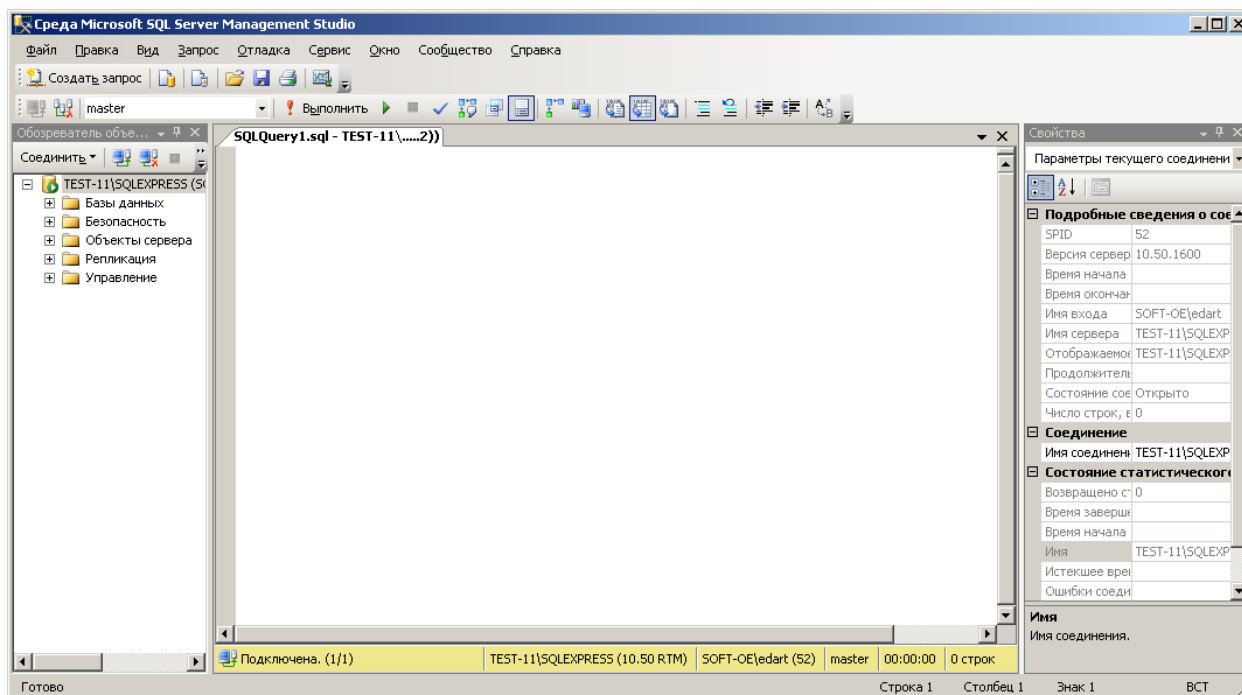 Среда Microsoft SQL Server Management Studio
Файл Правка Вид Запрос Отладка Сервис Окно Сообщество Справка
Создать запрос
master Выполнить
Обозреватель объе...
Соединить
TEST-11\SQLEXPRESS (SQ
Базы данных
Безопасность
Объекты сервера
Репликация
Управление
SQLQuery1.sql - TEST-11\.....2))
Подключена. (1/1) TEST-11\SQLEXPRESS (10.50 RTM) SOFT-OE\edart (52) master 00:00:00 0 строк
Свойства
Параметры текущего соединени
Подробные сведения о сое
SPID 52
Версия сервер 10.50.1600
Время начала
Время окончан
Имя входа SOFT-OE\edart
Имя сервера TEST-11\SQLEXP
Отображаемое TEST-11\SQLEXP
Продолжитель
Состояние сое Открыто
Число строк, в 0
Соединение
Имя соединени TEST-11\SQLEXP
Состояние статистического
Возвращено ст 0
Время заверше
Время начала
Имя TEST-11\SQLEXP
Истекшее врем
Ошибки соеди
Имя
Имя соединения.
Готово Строка 1 Столбец 1 Знак 1 ВСТ